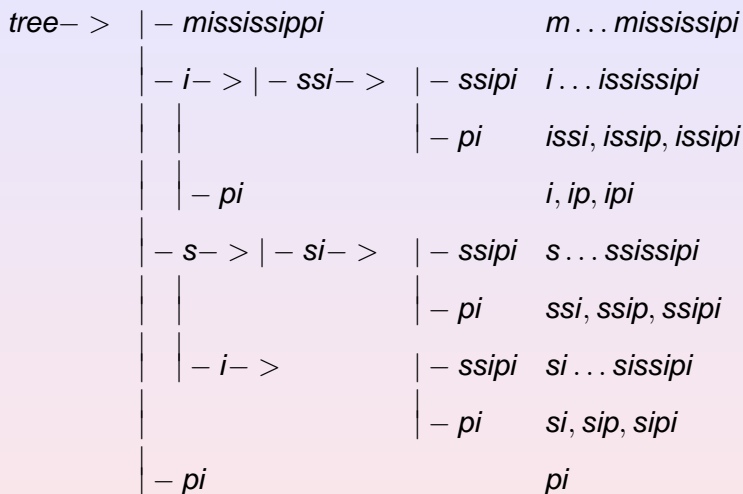 tree− > | − mississippi m . . . mississipi
| − i− > | − ssi− > | − ssipi i . . . ississipi
| | | − pi issi, issip, issipi
| | − pi i, ip, ipi
| − s− > | − si− > | − ssipi s . . . ssissipi
| | | − pi ssi, ssip, ssipi
| | − i− > | − ssipi si . . . sissipi
| | − pi si, sip, sipi
| − pi pi